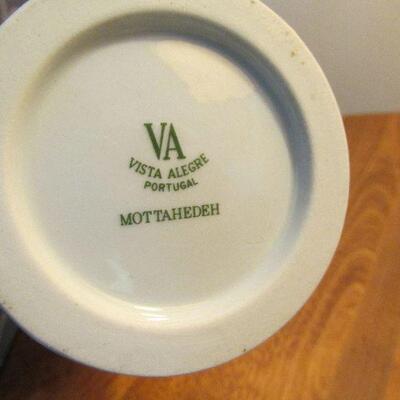 VA
VISTA ALEGRE
PORTUGAL
MOTTAHEDEH